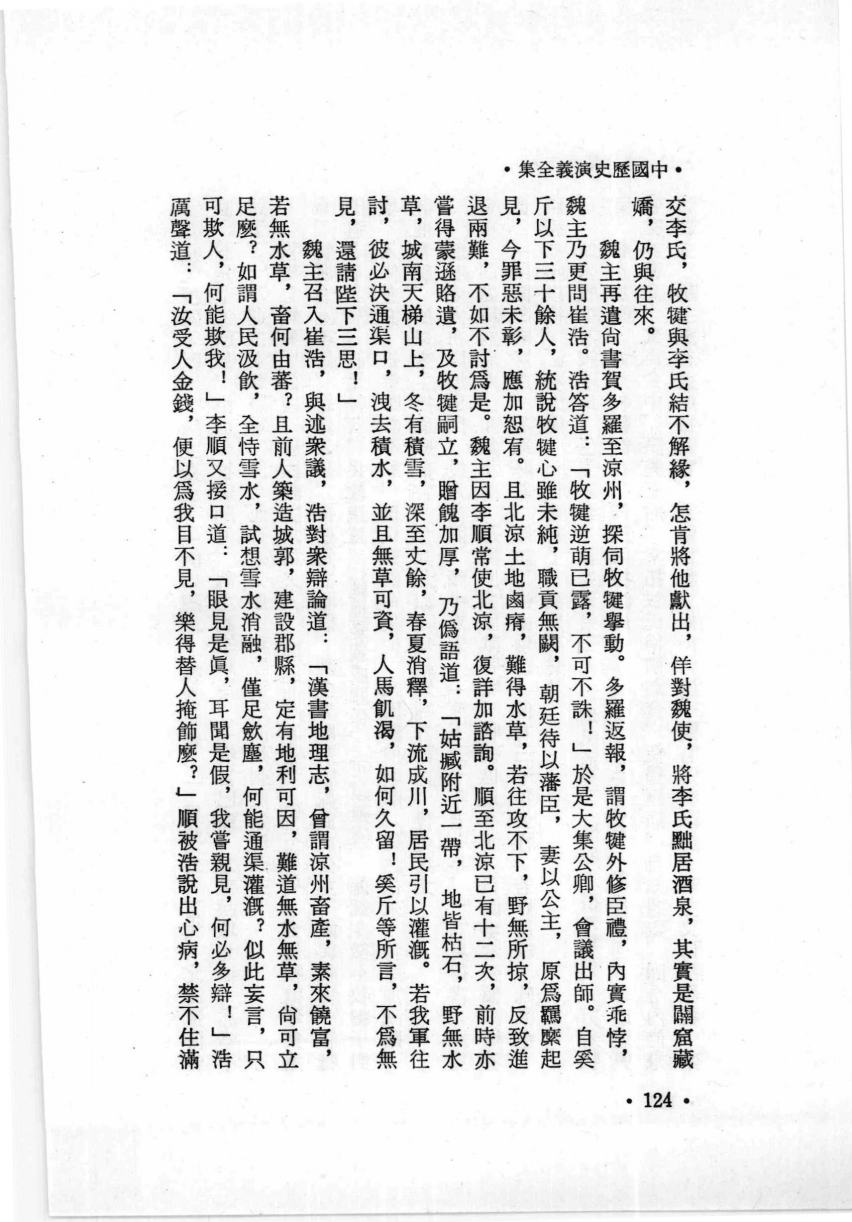 ·中國歷史演義全集·
交李氏，牧犍與李氏結不解緣，怎肯將他獻出，佯對魏使，將李氏黜居酒泉，其實是闢窟藏
嬌，仍與往來。
魏主再遣尙書賀多羅至涼州，探伺牧犍舉動。多羅返報，謂牧犍外修臣禮，內實乖悖，
魏主乃更問崔浩。浩答道：「牧犍逆萌已露，不可不誅！」於是大集公卿，會議出師。自奚
斤以下三十餘人，統說牧犍心雖未純，職貢無闕，朝廷待以藩臣，妻以公主，原爲羈縻起
見，今罪惡未彰，應加恕宥。且北涼土地鹵瘠，難得水草，若往攻不下，野無所掠，反致進
退兩難，不如不討爲是。魏主因李順常使北涼，復詳加諮詢。順至北涼已有十二次，前時亦
嘗得蒙遜賂遺，及牧犍嗣立，贈餽加厚，乃僞語道：「姑臧附近一帶，地皆枯石，野無水
草，城南天梯山上，冬有積雪，深至丈餘，春夏消釋，下流成川，居民引以灌漑。若我軍往
討，彼必決通渠口，洩去積水，並且無草可資，人馬飢渴，如何久留！奚斤等所言，不爲無
見，還請陛下三思！」
魏主召入崔浩，與述衆議，浩對衆辯論道：「漢書地理志，曾謂涼州畜產，素來饒富，
若無水草，畜何由蕃？且前人築造城郭，建設郡縣，定有地利可因，難道無水無草，尙可立
足麼？如謂人民汲飮，全恃雪水，試想雪水消融，僅足斂塵，何能通渠灌漑？似此妄言，只
可欺人，何能欺我！」李順又接口道：「眼見是眞，耳聞是假，我嘗親見，何必多辯！」浩
厲聲道：「汝受人金錢，便以爲我目不見，樂得替人掩飾麼？」順被浩說出心病，禁不住滿
·124·